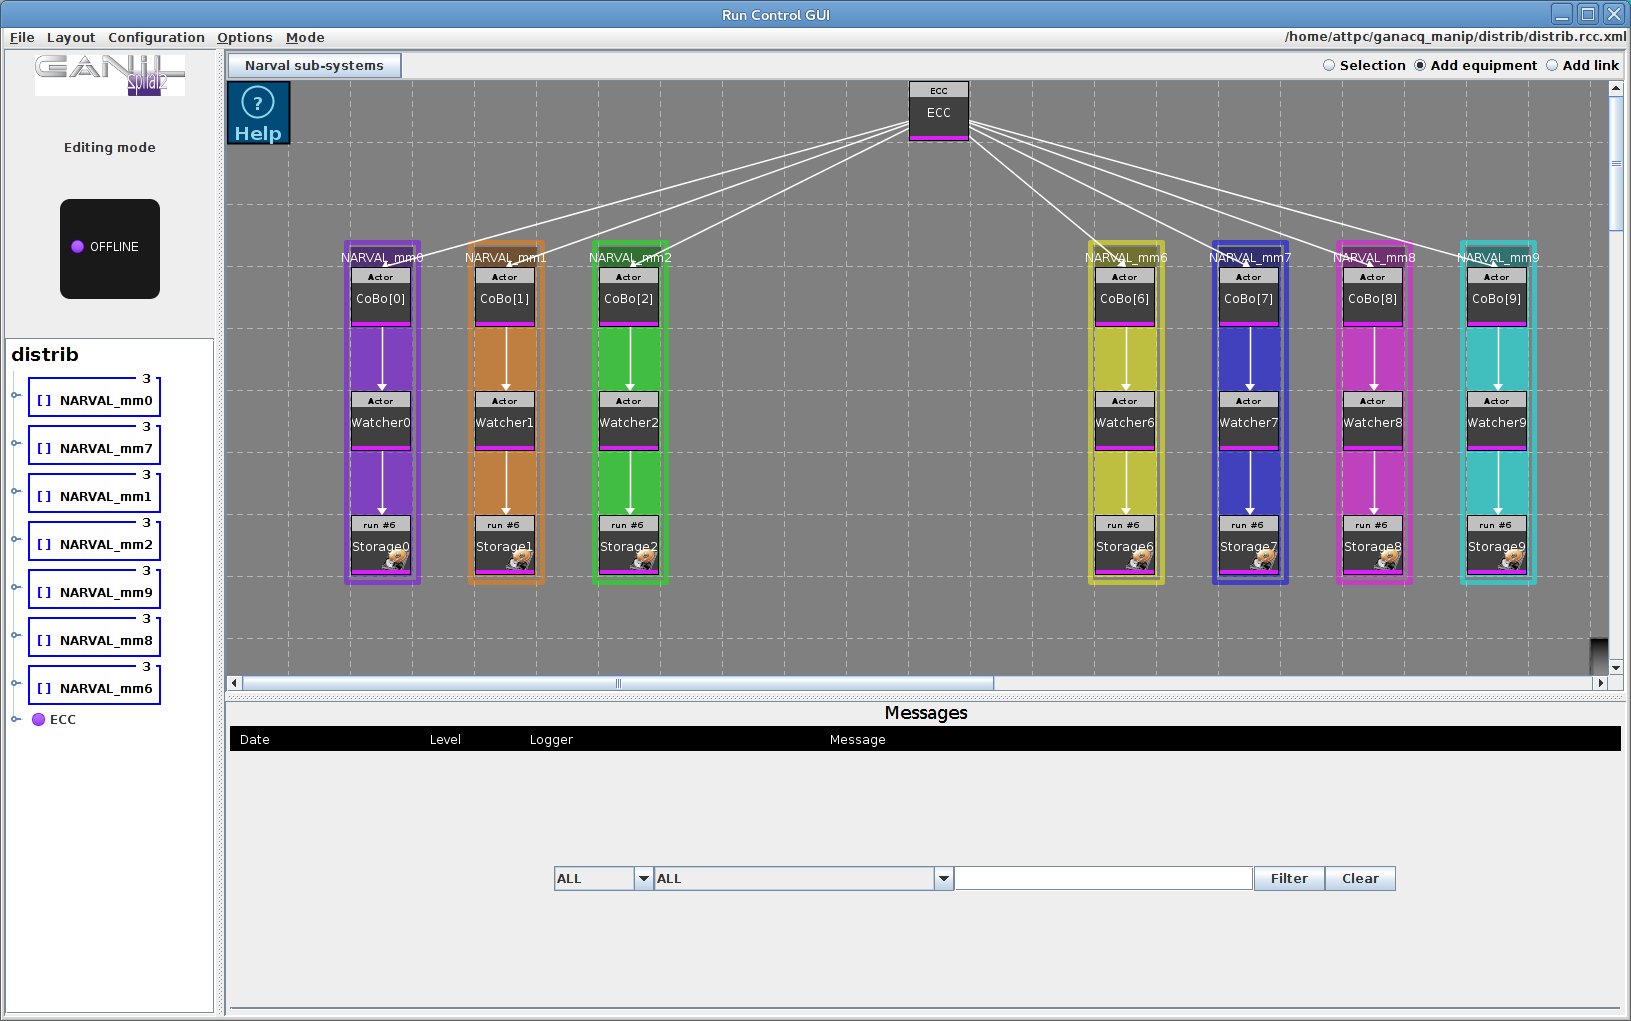 Run Control GUI
File Layout Configuration Options Mode
/home/attpc/ganacq_manip/distrib/distrib.rcc.xml
GANIL
spiral2
Editing mode
OFFLINE
Narval sub-systems
Selection Add equipment Add link
? Help
ECC
ECC
NARVAL_mm0 NARVAL_mm1 NARVAL_mm2 NARVAL_mm6 NARVAL_mm7 NARVAL_mm8 NARVAL_mm9
Actor Actor Actor Actor Actor Actor Actor
CoBo[0] CoBo[1] CoBo[2] CoBo[6] CoBo[7] CoBo[8] CoBo[9]
Actor Actor Actor Actor Actor Actor Actor
Watcher0 Watcher1 Watcher2 Watcher6 Watcher7 Watcher8 Watcher9
run #6 run #6 run #6 run #6 run #6 run #6 run #6
Storage0 Storage1 Storage2 Storage6 Storage7 Storage8 Storage9
distrib
3
[] NARVAL_mm0
3
[] NARVAL_mm7
3
[] NARVAL_mm1
3
[] NARVAL_mm2
3
[] NARVAL_mm9
3
[] NARVAL_mm8
3
[] NARVAL_mm6
ECC
Messages
Date Level Logger Message
ALL ALL Filter Clear